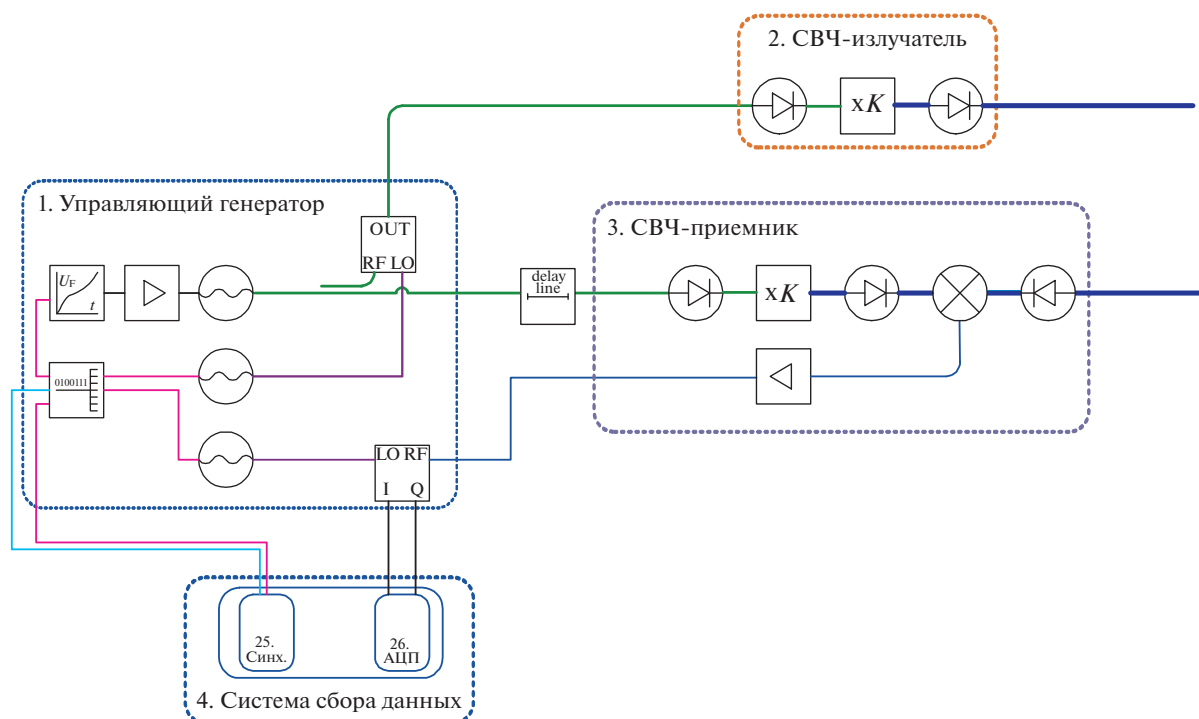 2. СВЧ-излучатель
xK
1. Управляющий генератор
OUT
RF LO
3. СВЧ-приемник
UF
t
delay
line
xK
0100111
LO RF
I Q
25.
Синх.
26.
АЦП
4. Система сбора данных